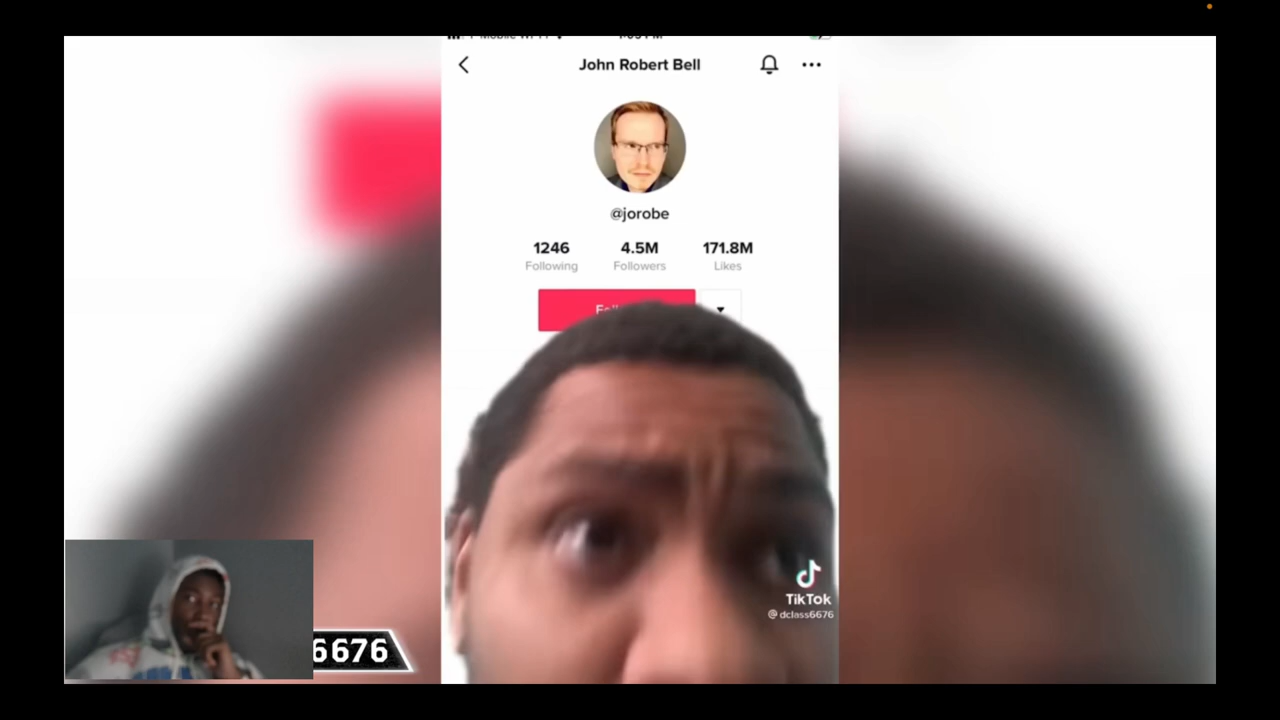 John Robert Bell
@jorobe
1246 4.5M 171.8M
Following Followers Likes
TikTok
@dclass6676
6676